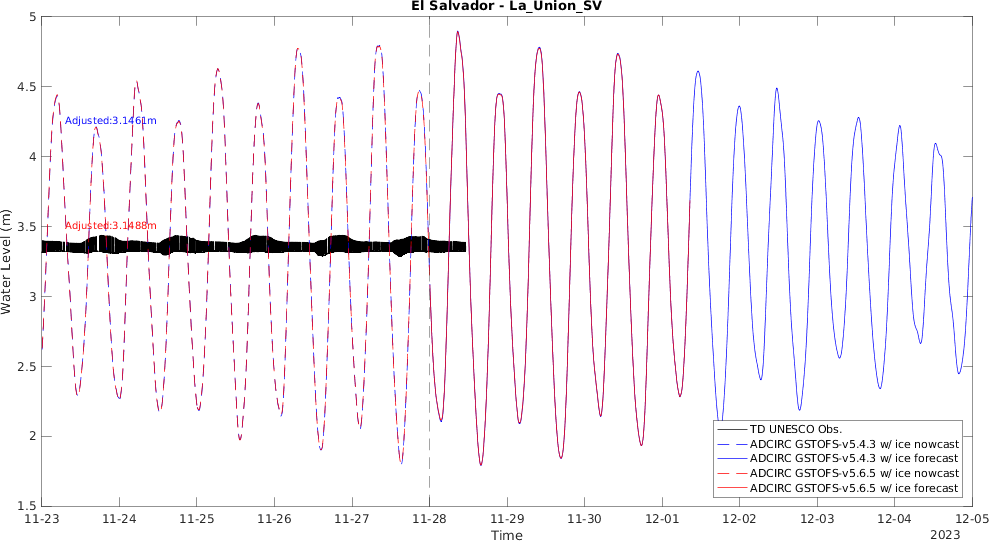 El Salvador - La_Union_SV
5
4.5
Adjusted:3.1461m
4
3.5
Adjusted:3.1488m
Water Level (m)
3
2.5
2
1.5
TD UNESCO Obs.
ADCIRC GSTOFS-v5.4.3 w/ ice nowcast
ADCIRC GSTOFS-v5.4.3 w/ ice forecast
ADCIRC GSTOFS-v5.6.5 w/ ice nowcast
ADCIRC GSTOFS-v5.6.5 w/ ice forecast
11-23 11-24 11-25 11-26 11-27 11-28 11-29 11-30 12-01 12-02 12-03 12-04 12-05
Time
2023